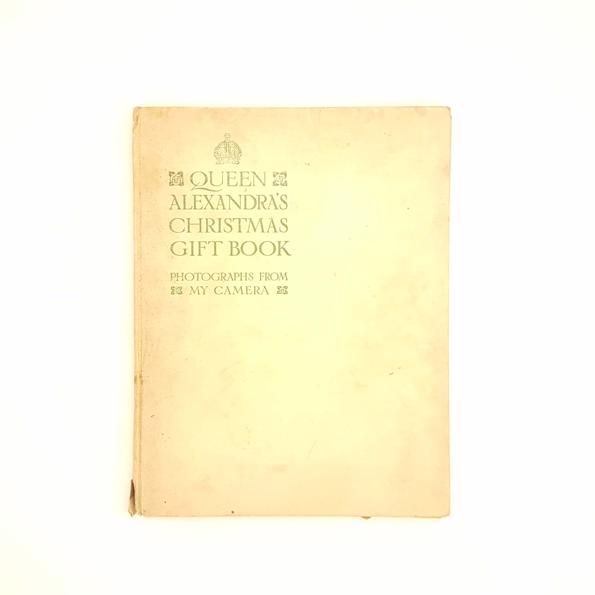 QUEEN
ALEXANDRA'S
CHRISTMAS
GIFT BOOK
PHOTOGRAPHS FROM
MY CAMERA